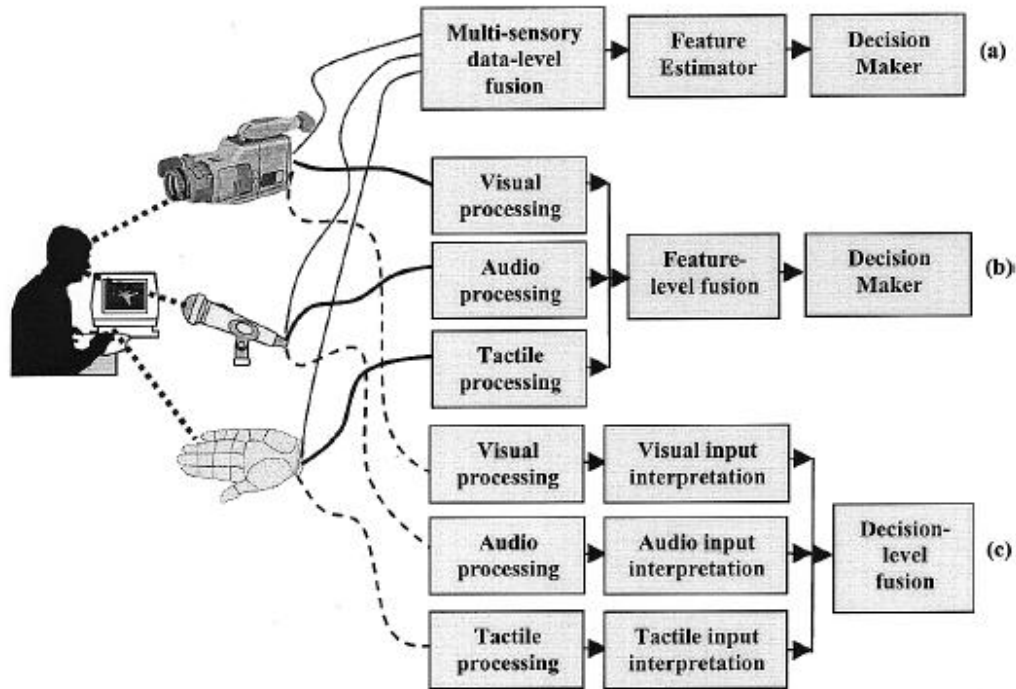 Multi-sensory
data-level
fusion
Feature
Estimator
Decision
Maker
(a)
Visual
processing
Audio
processing
Tactile
processing
Feature-
level fusion
Decision
Maker
(b)
Visual
processing
Visual input
interpretation
Audio
processing
Audio input
interpretation
Tactile
processing
Tactile input
interpretation
Decision-
level
fusion
(c)